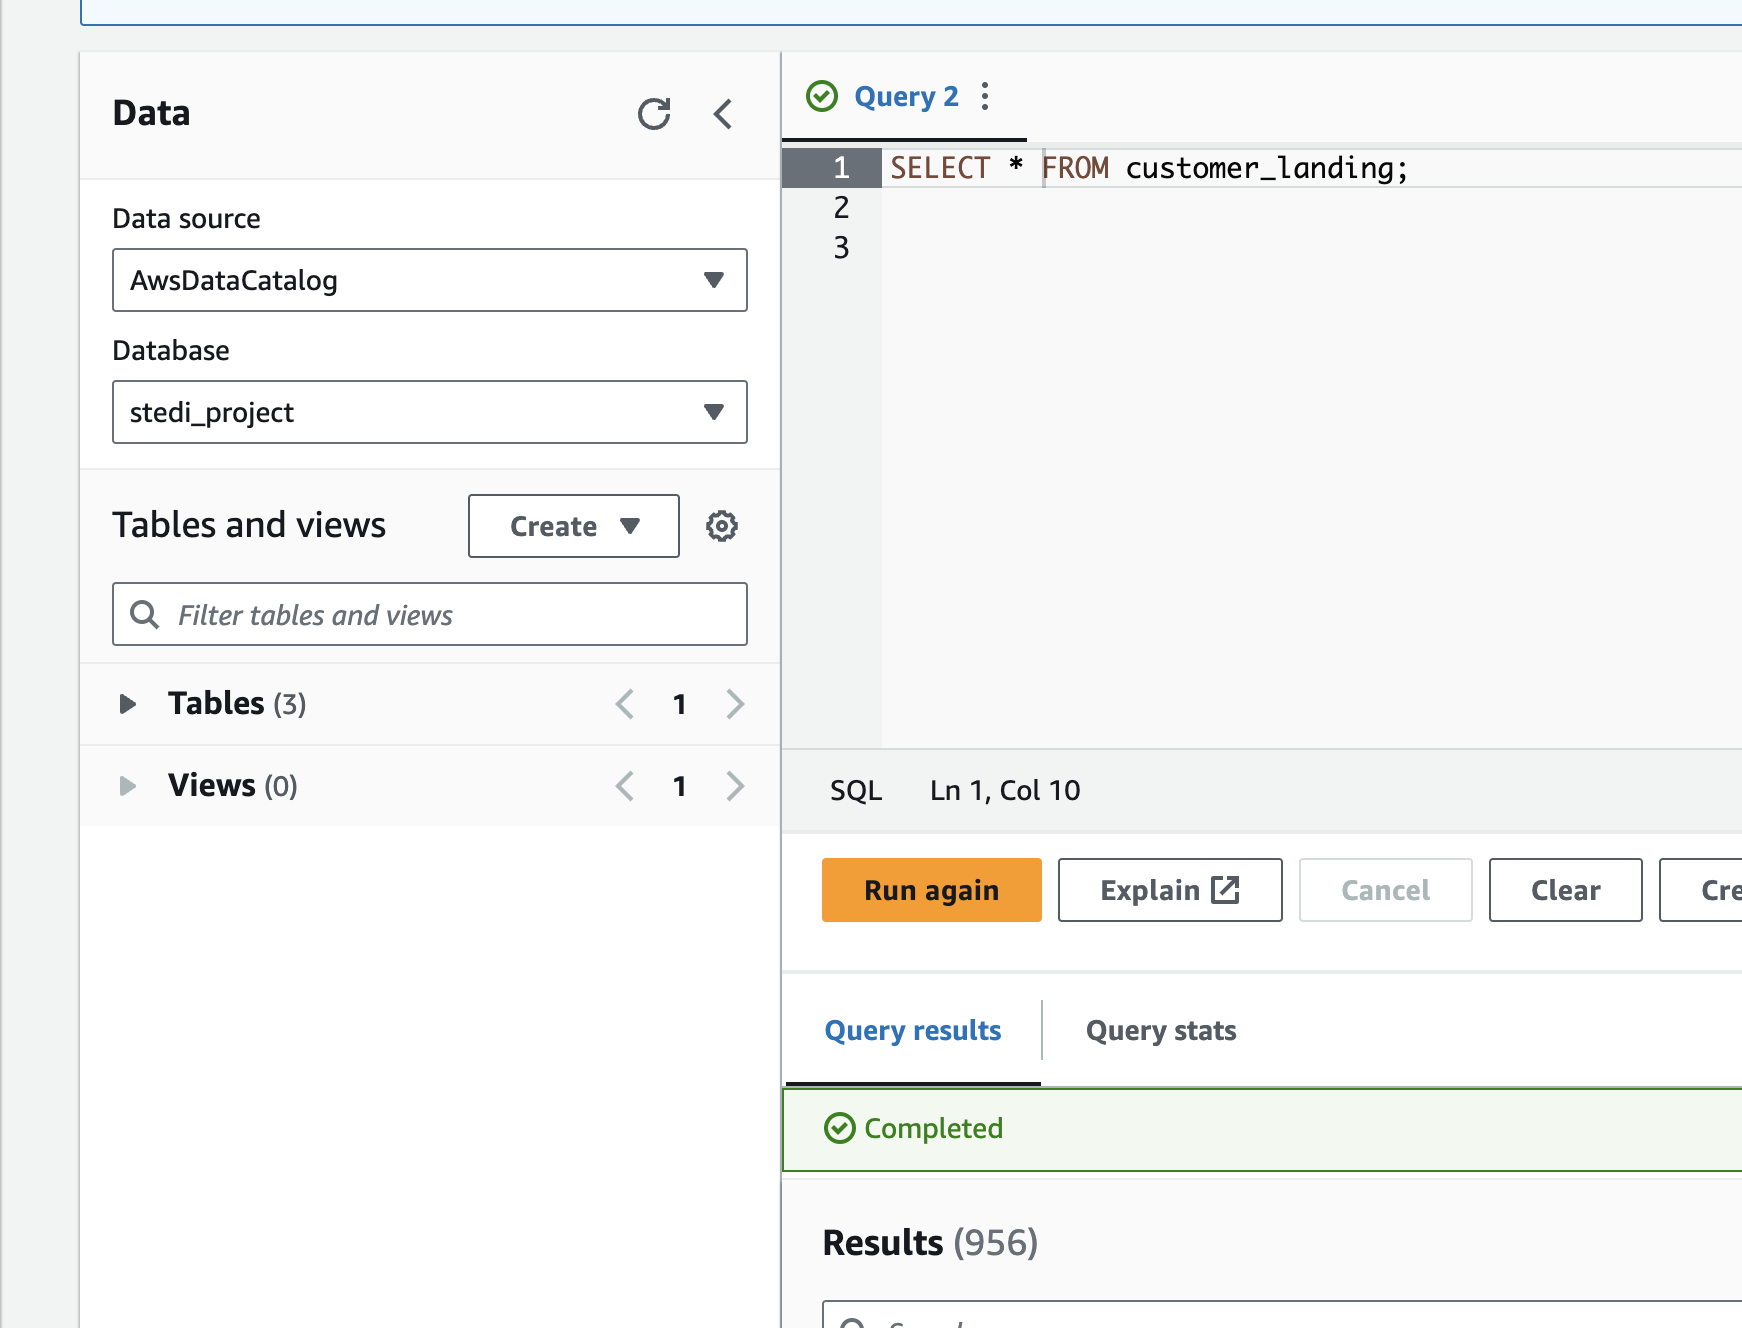 Data
Data source
AwsDataCatalog
Database
stedi_project
Tables and views
Create
Filter tables and views
Tables (3)
1
Views (0)
1
Query 2
1 SELECT * FROM customer_landing;
2
3
SQL Ln 1, Col 10
Run again Explain Cancel Clear Cre
Query results Query stats
Completed
Results (956)